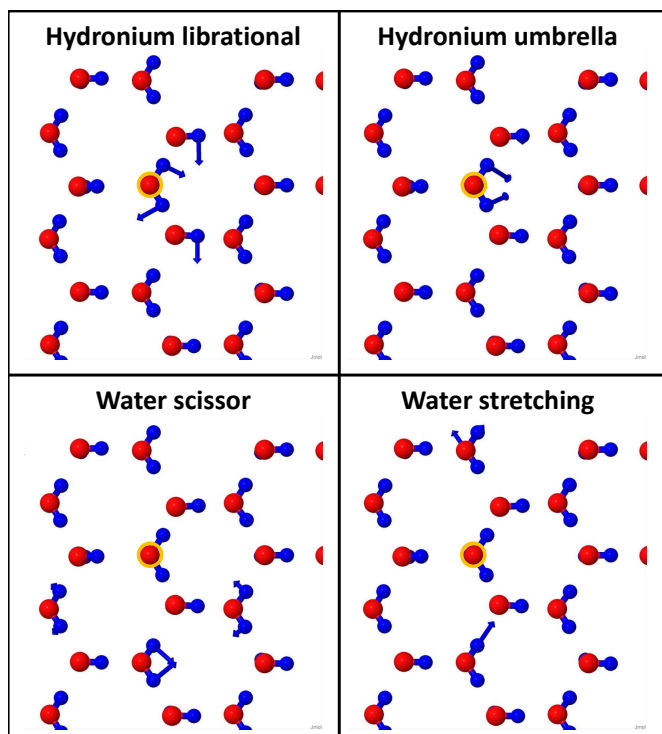 Hydronium librational
Hydronium umbrella
Jmol
Jmol
Water scissor
Water stretching
Jmol
Jmol